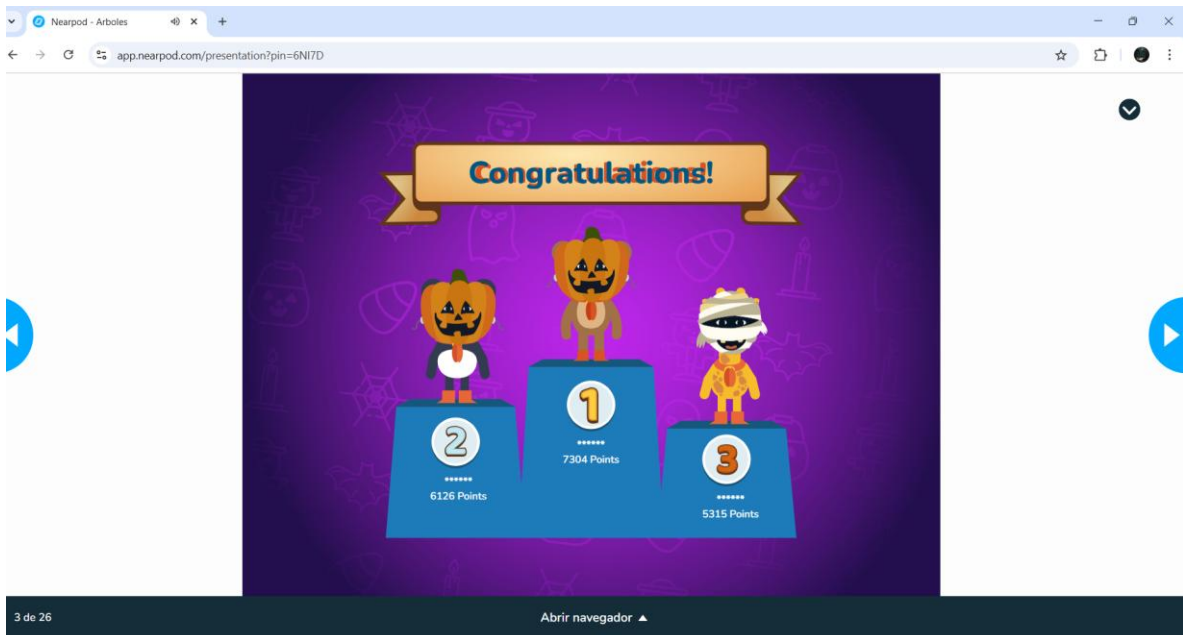 Nearpod - Arboles
app.nearpod.com/presentation?pin=6NI7D
Congratulations!
1
••••••
7304 Points
2
••••••
6126 Points
3
••••••
5315 Points
3 de 26
Abrir navegador ▲